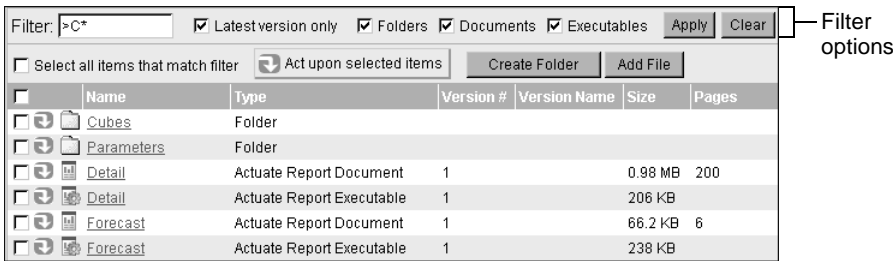 Filter: >C* Latest version only Folders Documents Executables Apply Clear
Filter options
Select all items that match filter Act upon selected items Create Folder Add File
Name Type Version # Version Name Size Pages
Cubes Folder
Parameters Folder
Detail Actuate Report Document 1 0.98 MB 200
Detail Actuate Report Executable 1 206 KB
Forecast Actuate Report Document 1 66.2 KB 6
Forecast Actuate Report Executable 1 238 KB